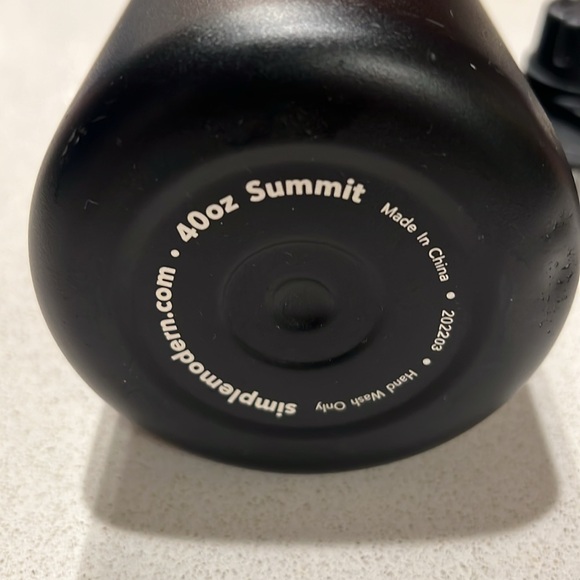 simplemodern.com • 40oz Summit
Made In China • 202203 • Hand Wash Only